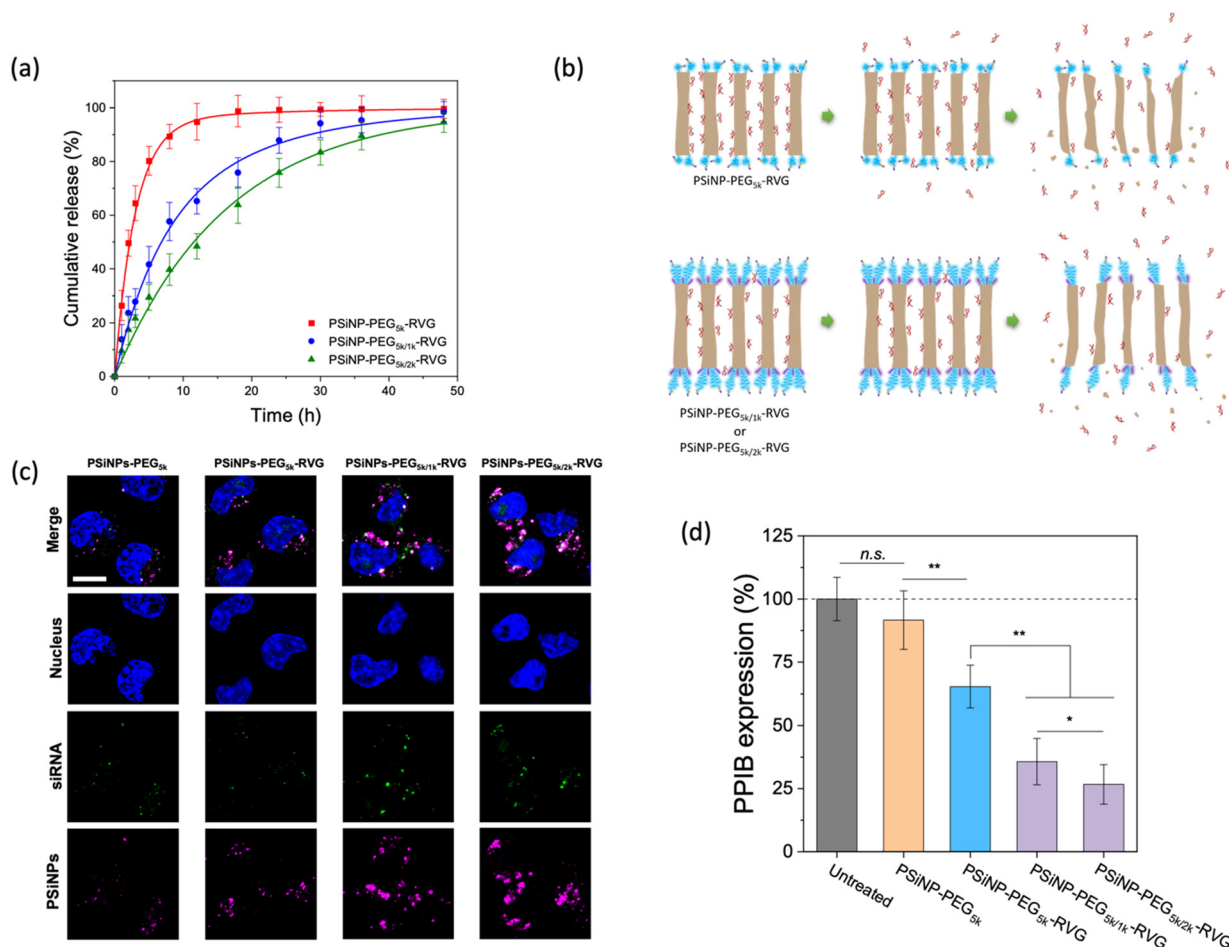 (a)
Cumulative release (%)
100
80
60
40
20
0
PSiNP-PEG5k-RVG
PSiNP-PEG5k/1k-RVG
PSiNP-PEG5k/2k-RVG
0 10 20 30 40 50
Time (h)
(b)
PSiNP-PEG5k-RVG
PSiNP-PEG5k/1k-RVG
or
PSiNP-PEG5k/2k-RVG
(c)
PSiNPs-PEG5k PSiNPs-PEG5k-RVG PSiNPs-PEG5k/1k-RVG PSiNPs-PEG5k/2k-RVG
Merge
Nucleus
siRNA
PSiNPs
(d)
PPIB expression (%)
125
100
75
50
25
0
n.s.
**
**
*
Untreated
PSiNP-PEG5k
PSiNP-PEG5k-RVG
PSiNP-PEG5k/1k-RVG
PSiNP-PEG5k/2k-RVG